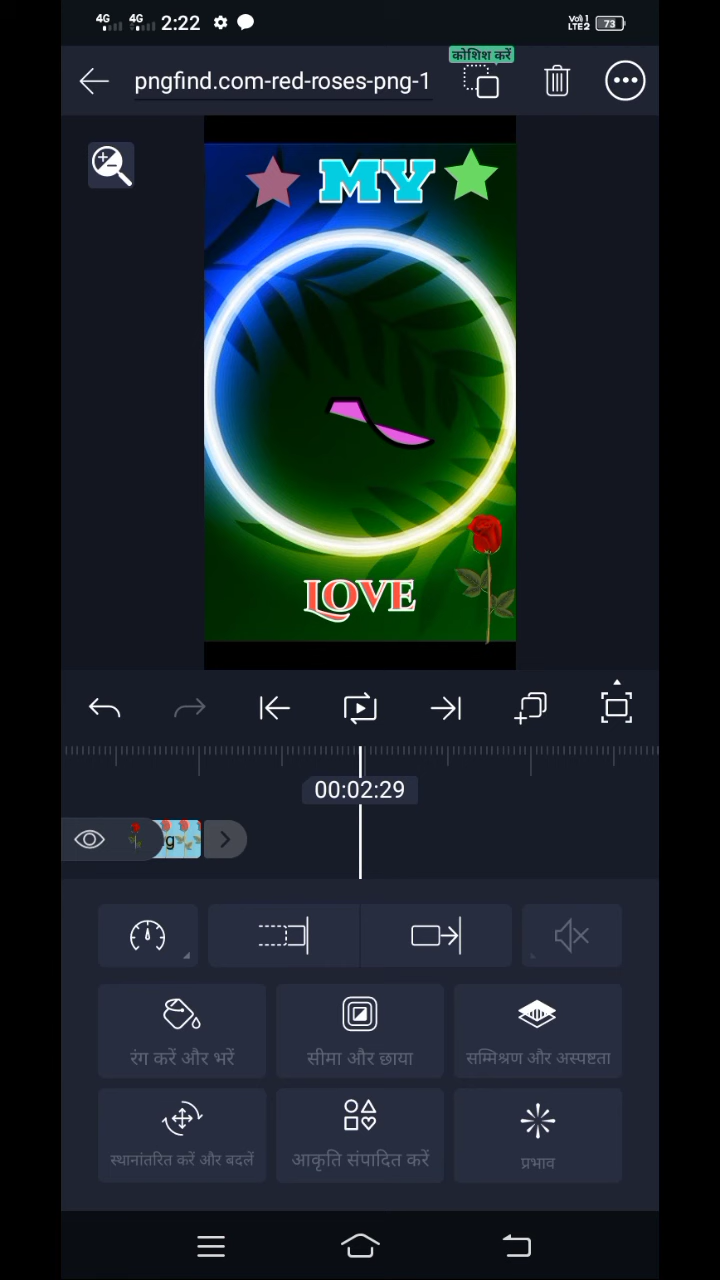 4G 4G 2:22 Vo)) 1 LTE2 73
कोशिश करें
pngfind.com-red-roses-png-1
MY
LOVE
00:02:29
g
रंग करें और भरें
सीमा और छाया
सम्मिश्रण और अस्पष्टता
स्थानांतरित करें और बदलें
आकृति संपादित करें
प्रभाव